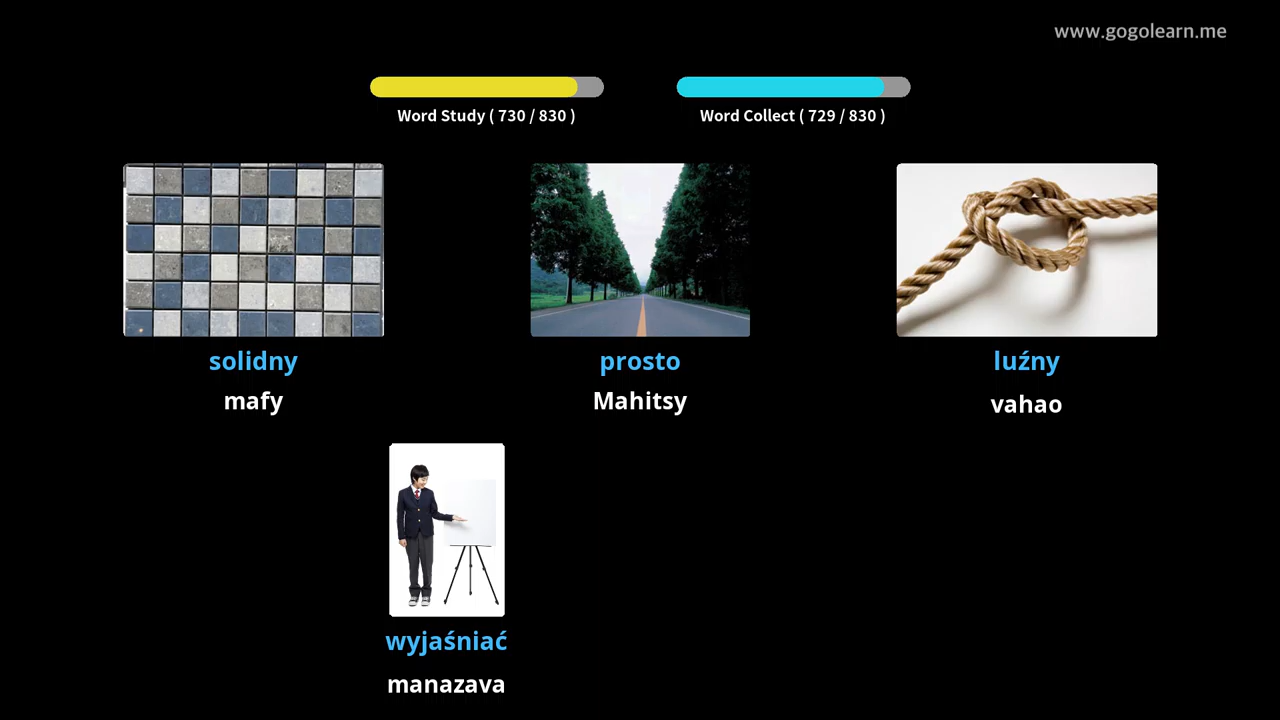 www.gogolearn.me
Word Study ( 730 / 830 )
Word Collect ( 729 / 830 )
solidny
prosto
luźny
mafy
Mahitsy
vahao
wyjaśniać
manazava